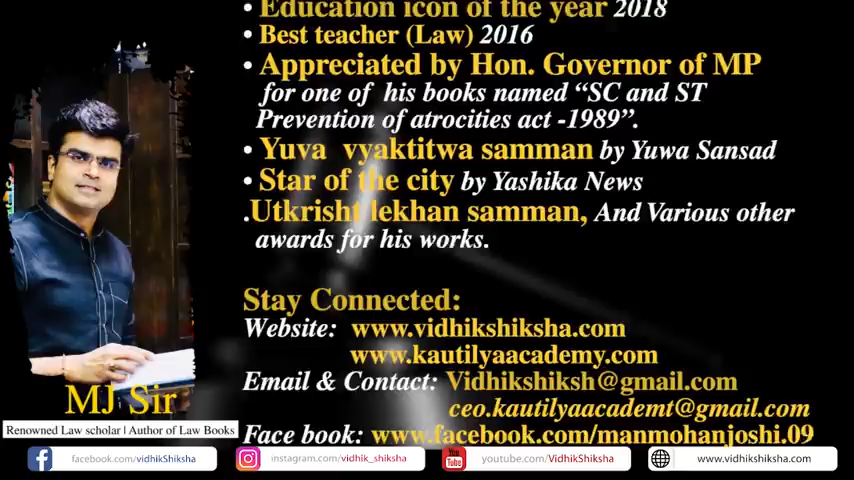 • Education icon of the year 2018
• Best teacher (Law) 2016
• Appreciated by Hon. Governor of MP
for one of his books named “SC and ST
Prevention of atrocities act -1989”.
• Yuva vyaktitwa samman by Yuwa Sansad
• Star of the city by Yashika News
.Utkrisht lekhan samman, And Various other
awards for his works.
Stay Connected:
Website: www.vidhikshiksha.com
www.kautilyaacademy.com
Email & Contact: Vidhikshiksh@gmail.com
ceo.kautilyaacademt@gmail.com
Face book: www.facebook.com/manmohanjoshi.09
MJ Sir
Renowned Law scholar | Author of Law Books
facebook.com/vidhikShiksha
instagram.com/vidhik_shiksha
You Tube
youtube.com/VidhikShiksha
www.vidhikshiksha.com